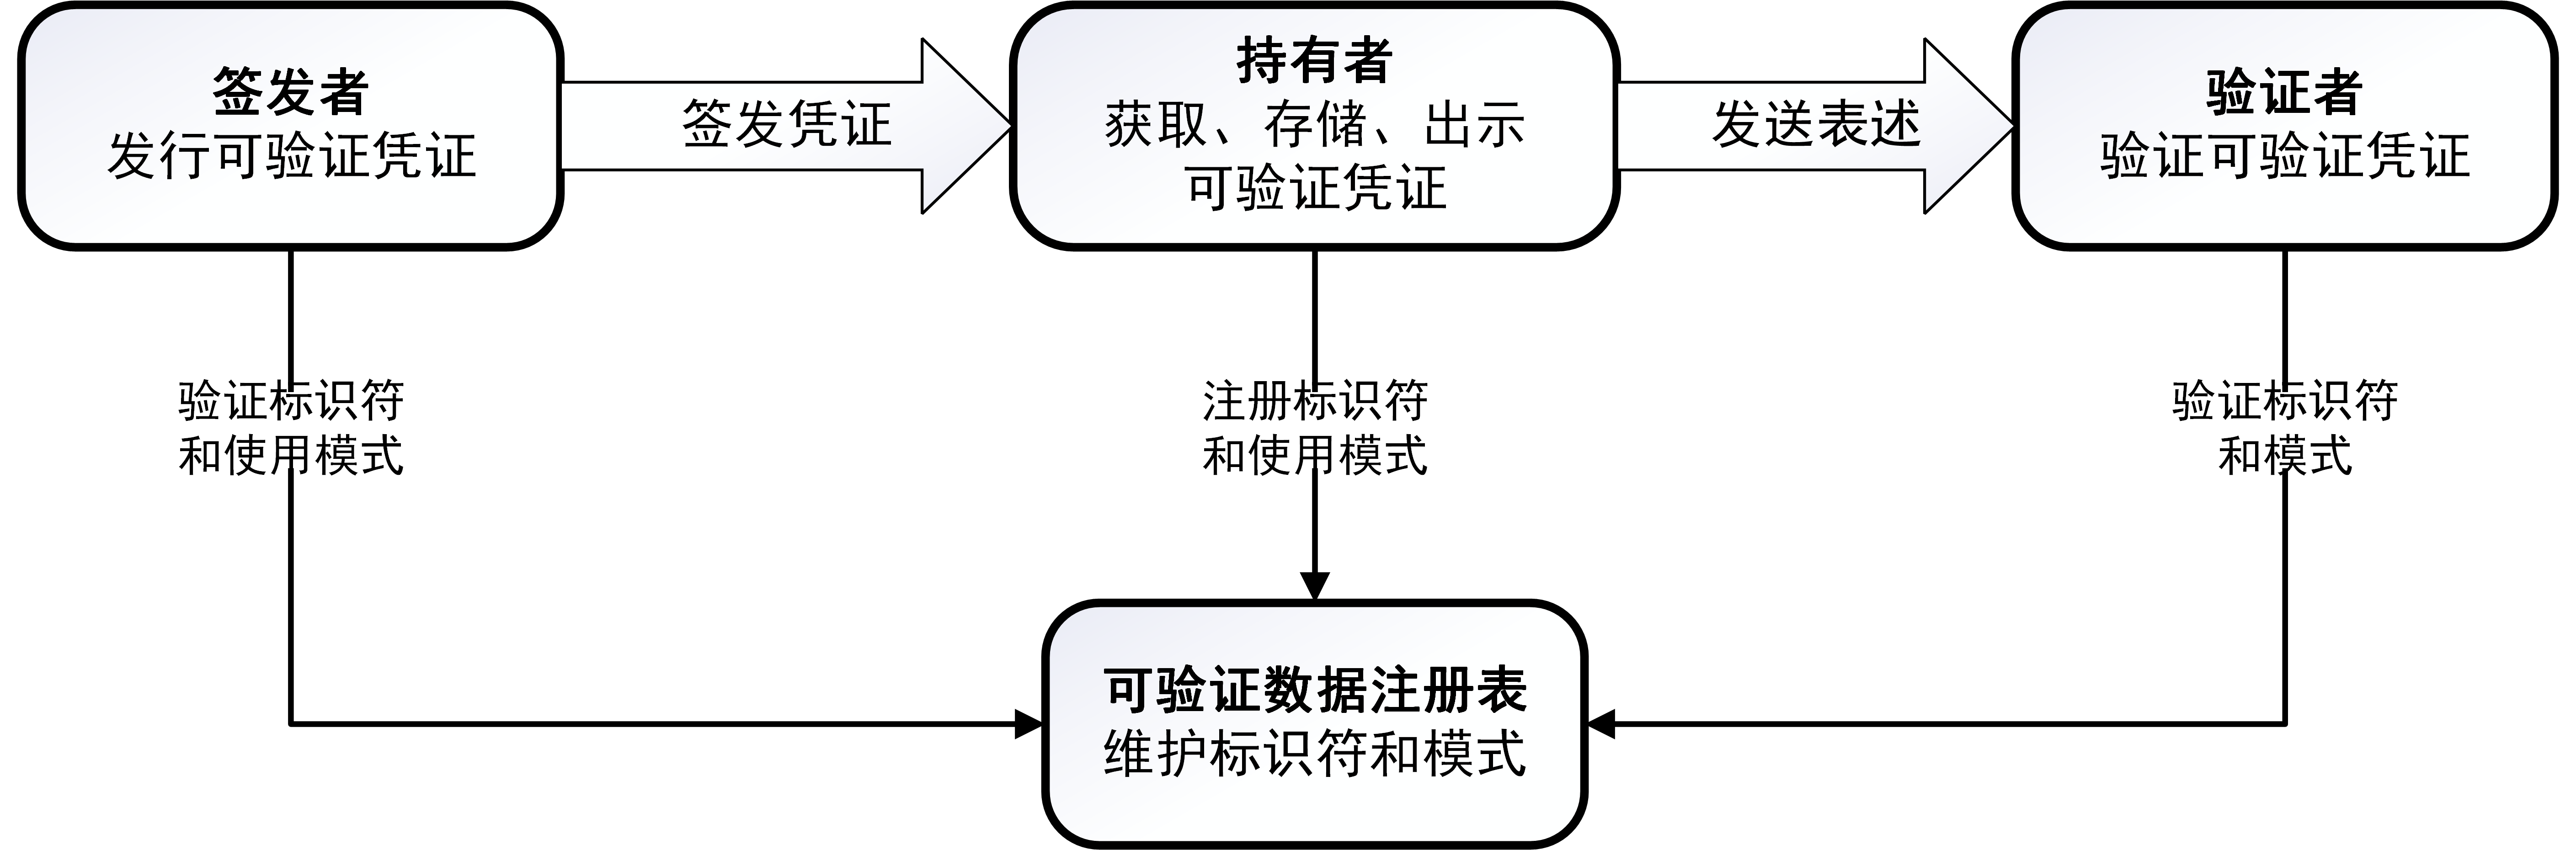 签发者
发行可验证凭证
签发凭证
持有者
获取、存储、出示
可验证凭证
发送表述
验证者
验证可验证凭证
验证标识符
和使用模式
注册标识符
和使用模式
验证标识符
和模式
可验证数据注册表
维护标识符和模式